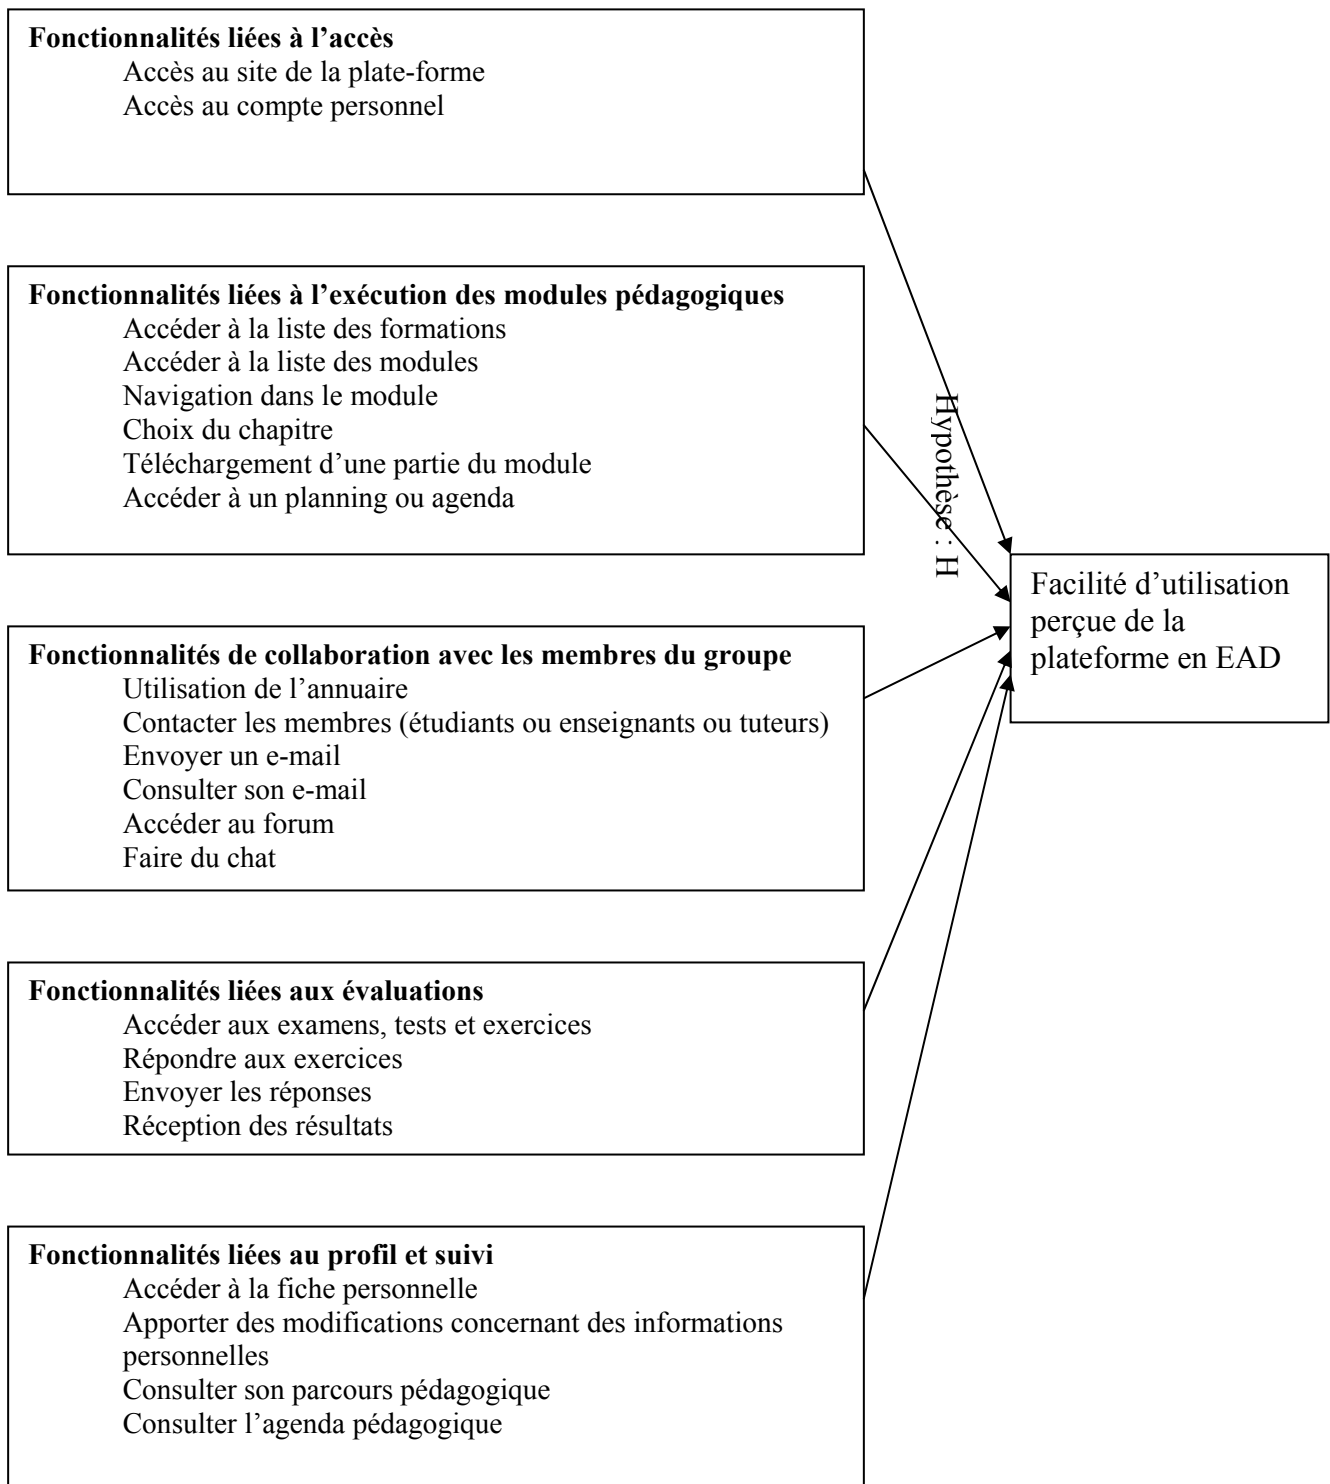 Fonctionnalités liées à l’accès
Accès au site de la plate-forme
Accès au compte personnel
Fonctionnalités liées à l’exécution des modules pédagogiques
Accéder à la liste des formations
Accéder à la liste des modules
Navigation dans le module
Choix du chapitre
Téléchargement d’une partie du module
Accéder à un planning ou agenda
Hypothèse : H
Facilité d’utilisation
perçue de la
plateforme en EAD
Fonctionnalités de collaboration avec les membres du groupe
Utilisation de l’annuaire
Contacter les membres (étudiants ou enseignants ou tuteurs)
Envoyer un e-mail
Consulter son e-mail
Accéder au forum
Faire du chat
Fonctionnalités liées aux évaluations
Accéder aux examens, tests et exercices
Répondre aux exercices
Envoyer les réponses
Réception des résultats
Fonctionnalités liées au profil et suivi
Accéder à la fiche personnelle
Apporter des modifications concernant des informations
personnelles
Consulter son parcours pédagogique
Consulter l’agenda pédagogique